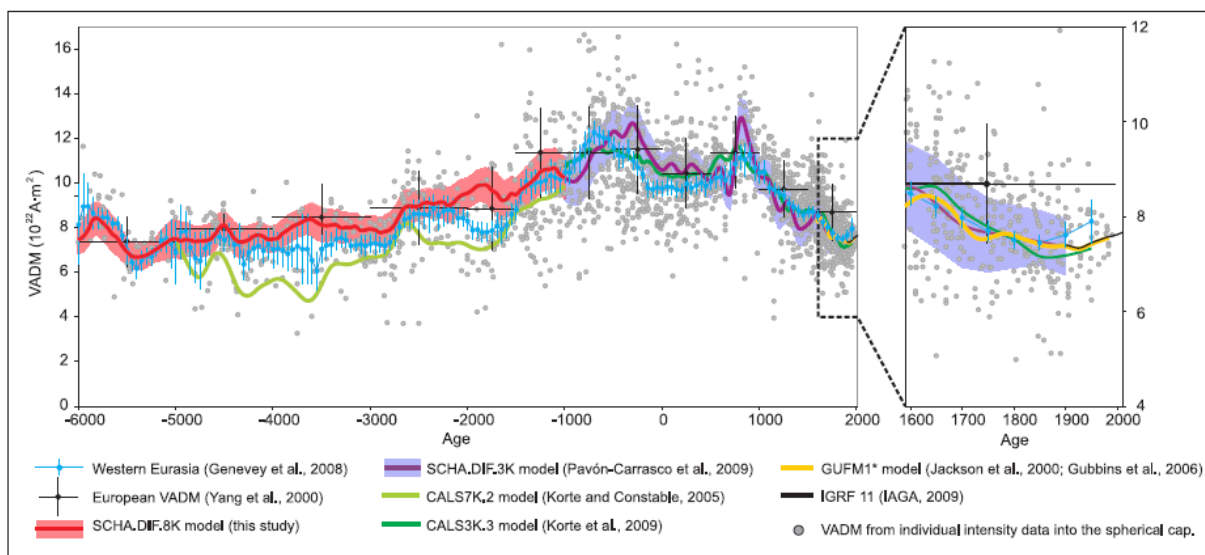 16
14
12
10
8
6
4
2
0
VADM (10²²A·m²)
-6000 -5000 -4000 -3000 -2000 -1000 0 1000 2000
Age
12
10
8
6
4
1600 1700 1800 1900 2000
Age
Western Eurasia (Genevey et al., 2008)
European VADM (Yang et al., 2000)
SCHA.DIF.8K model (this study)
SCHA.DIF.3K model (Pavón-Carrasco et al., 2009)
CALS7K.2 model (Korte and Constable, 2005)
CALS3K.3 model (Korte et al., 2009)
GUFM1* model (Jackson et al., 2000; Gubbins et al., 2006)
IGRF 11 (IAGA, 2009)
VADM from individual intensity data into the spherical cap.